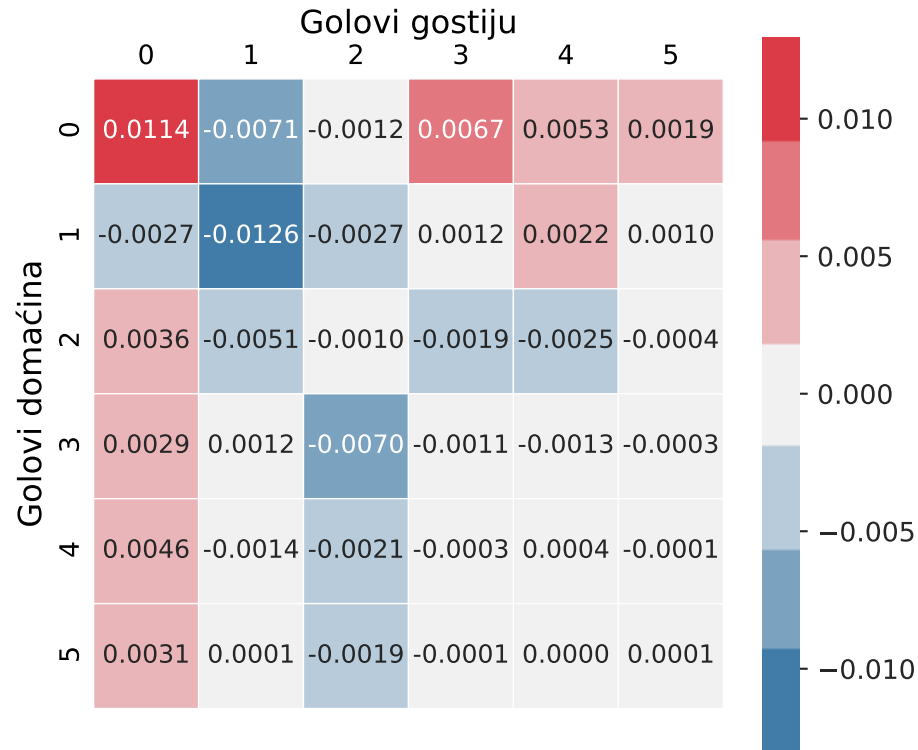 Golovi gostiju
0 1 2 3 4 5
Golovi domaćina
0 0.0114 -0.0071 -0.0012 0.0067 0.0053 0.0019
1 -0.0027 -0.0126 -0.0027 0.0012 0.0022 0.0010
2 0.0036 -0.0051 -0.0010 -0.0019 -0.0025 -0.0004
3 0.0029 0.0012 -0.0070 -0.0011 -0.0013 -0.0003
4 0.0046 -0.0014 -0.0021 -0.0003 0.0004 -0.0001
5 0.0031 0.0001 -0.0019 -0.0001 0.0000 0.0001
0.010
0.005
0.000
−0.005
−0.010